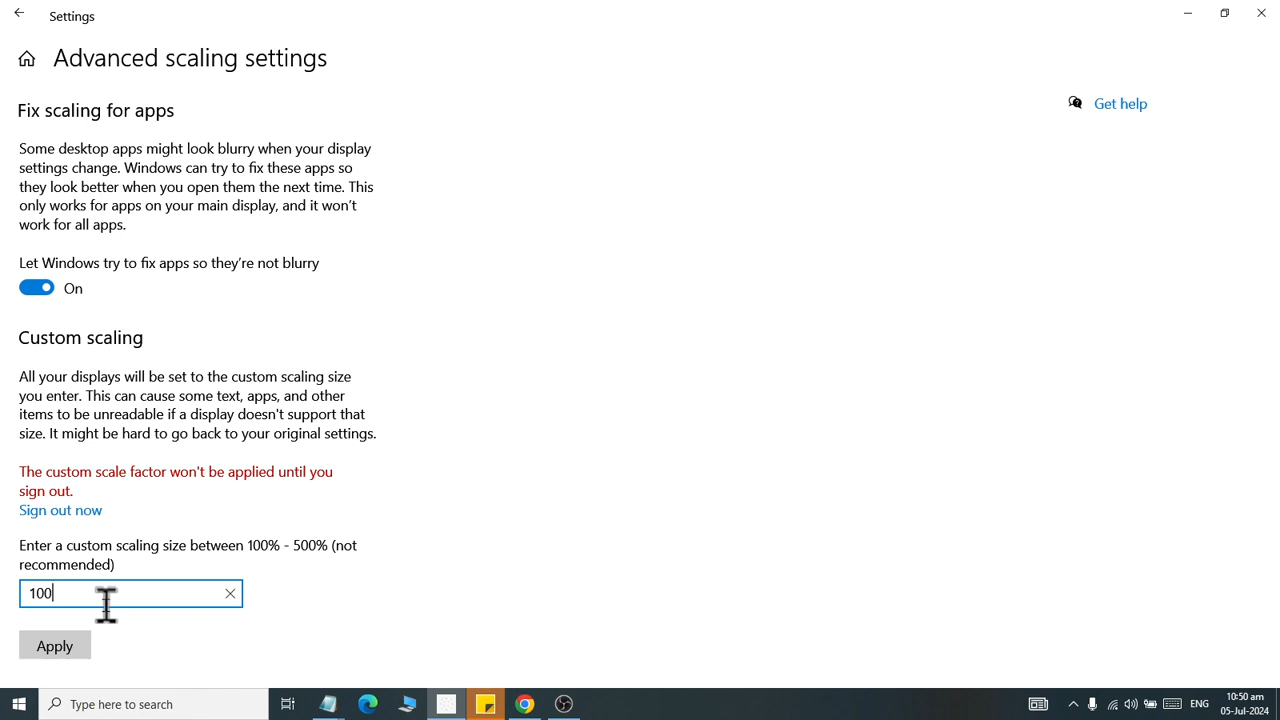 Settings
Advanced scaling settings
Fix scaling for apps
Get help
Some desktop apps might look blurry when your display
settings change. Windows can try to fix these apps so
they look better when you open them the next time. This
only works for apps on your main display, and it won't
work for all apps.
Let Windows try to fix apps so they're not blurry
On
Custom scaling
All your displays will be set to the custom scaling size
you enter. This can cause some text, apps, and other
items to be unreadable if a display doesn't support that
size. It might be hard to go back to your original settings.
The custom scale factor won't be applied until you
sign out.
Sign out now
Enter a custom scaling size between 100% - 500% (not
recommended)
100
Apply
Type here to search
ENG
10:50 am
05-Jul-2024